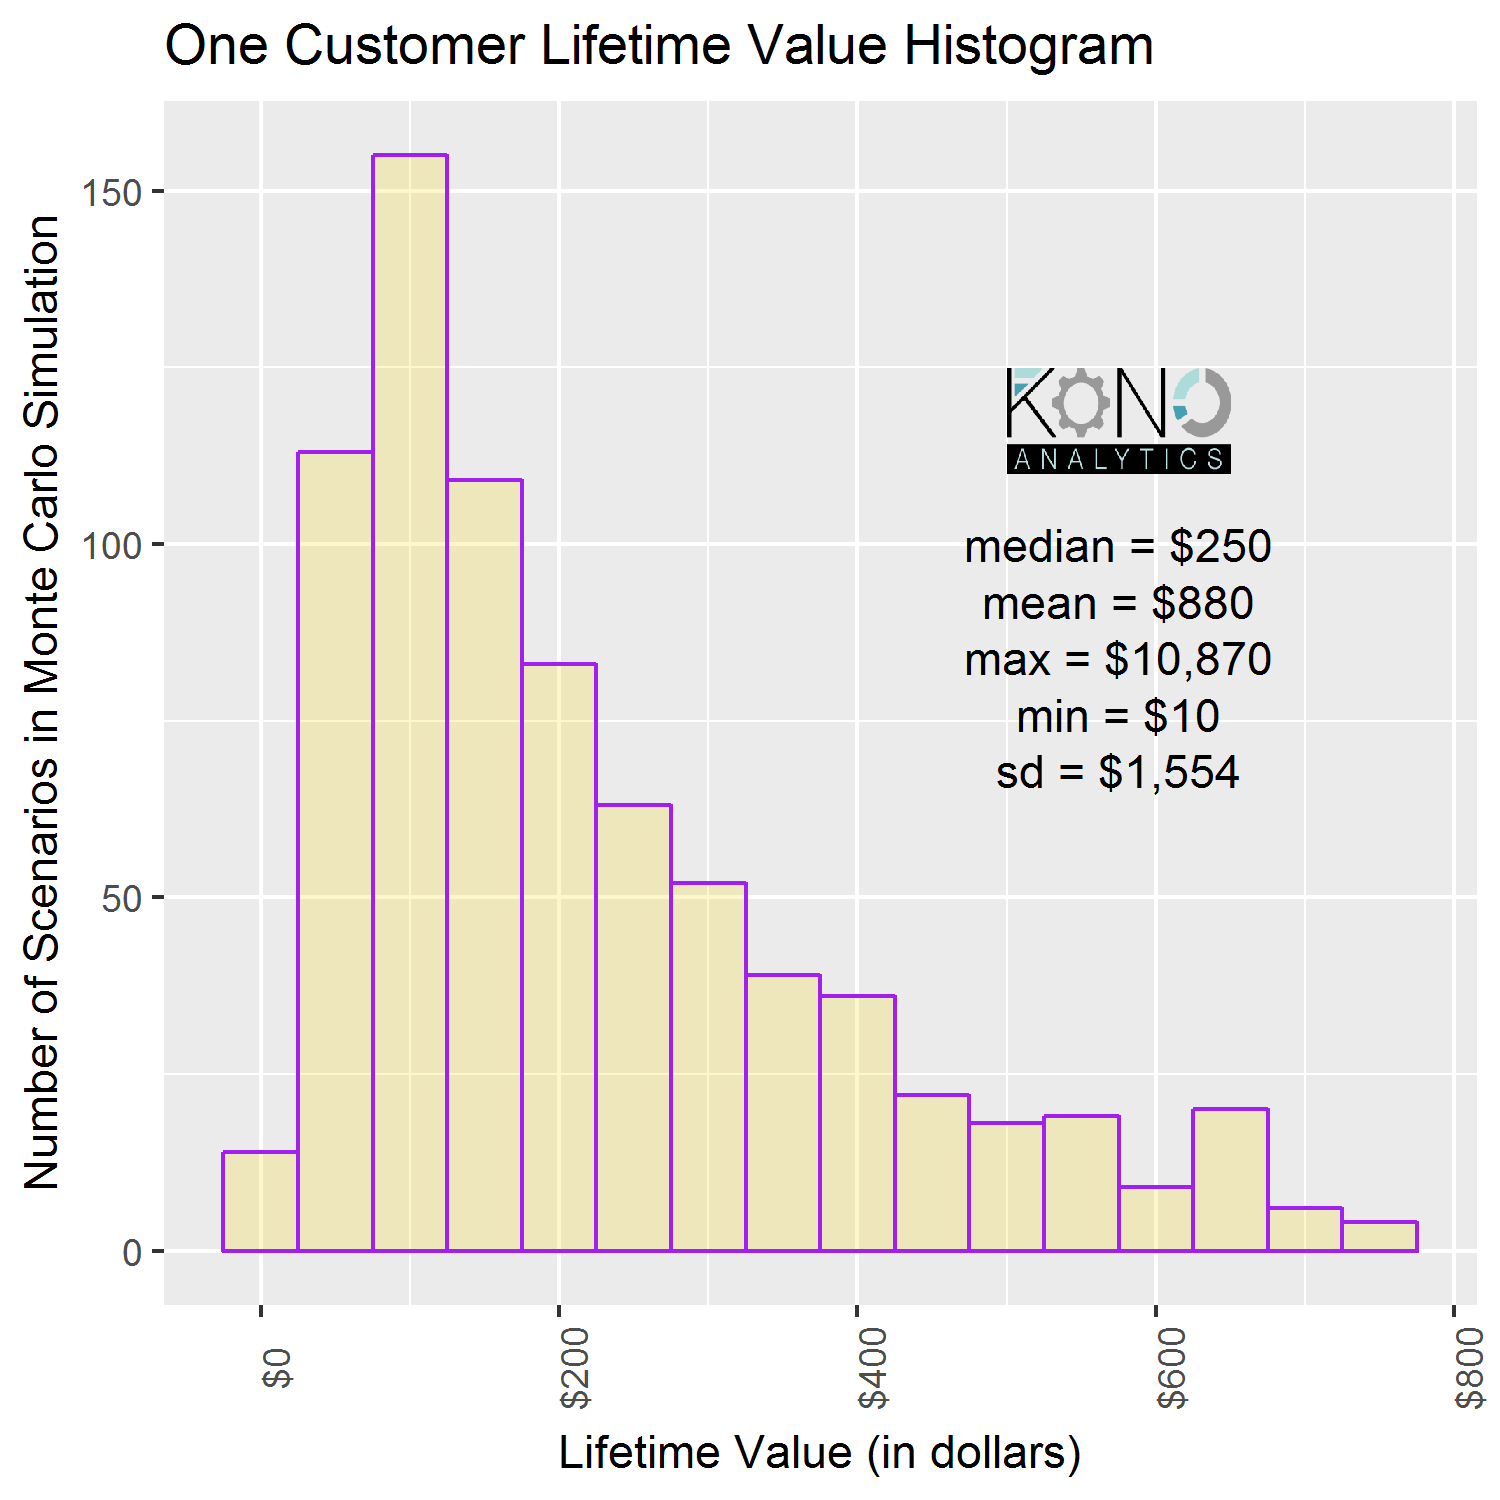 One Customer Lifetime Value Histogram
Number of Scenarios in Monte Carlo Simulation
150
100
50
0
KONO
ANALYTICS
median = $250
mean = $880
max = $10,870
min = $10
sd = $1,554
$0
$200
$400
$600
$800
Lifetime Value (in dollars)